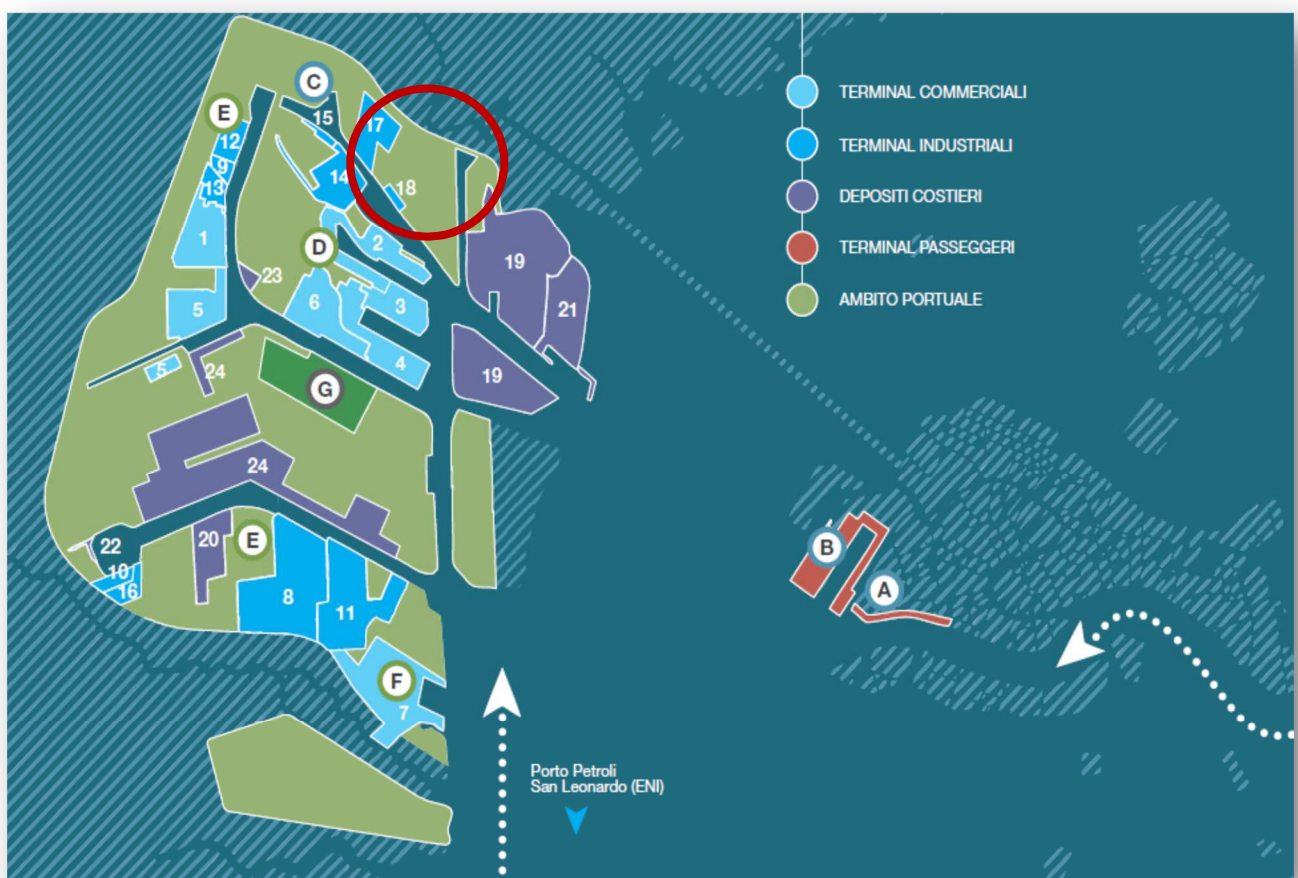 C
E
15
17
12
9
14
18
13
1
D
2
19
23
6
3
21
5
5
24
4
19
G
24
22
20
E
10
16
8
11
F
7
B
A
TERMINAL COMMERCIALI
TERMINAL INDUSTRIALI
DEPOSITI COSTIERI
TERMINAL PASSEGGERI
AMBITO PORTUALE
Porto Petroli
San Leonardo (ENI)